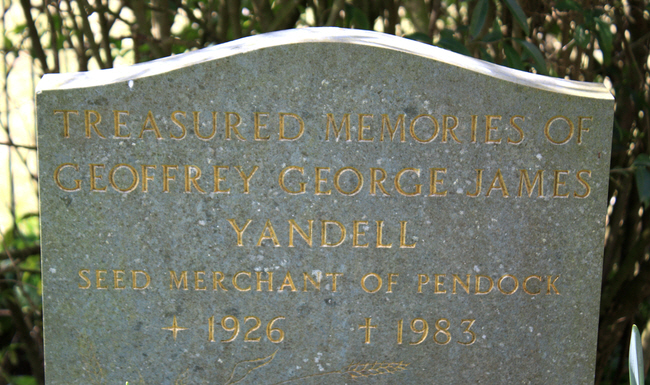 TREASURED MEMORIES OF
GEOFFREY GEORGE JAMES
YANDELL
SEED MERCHANT OF PENDOCK
+ 1926 † 1983